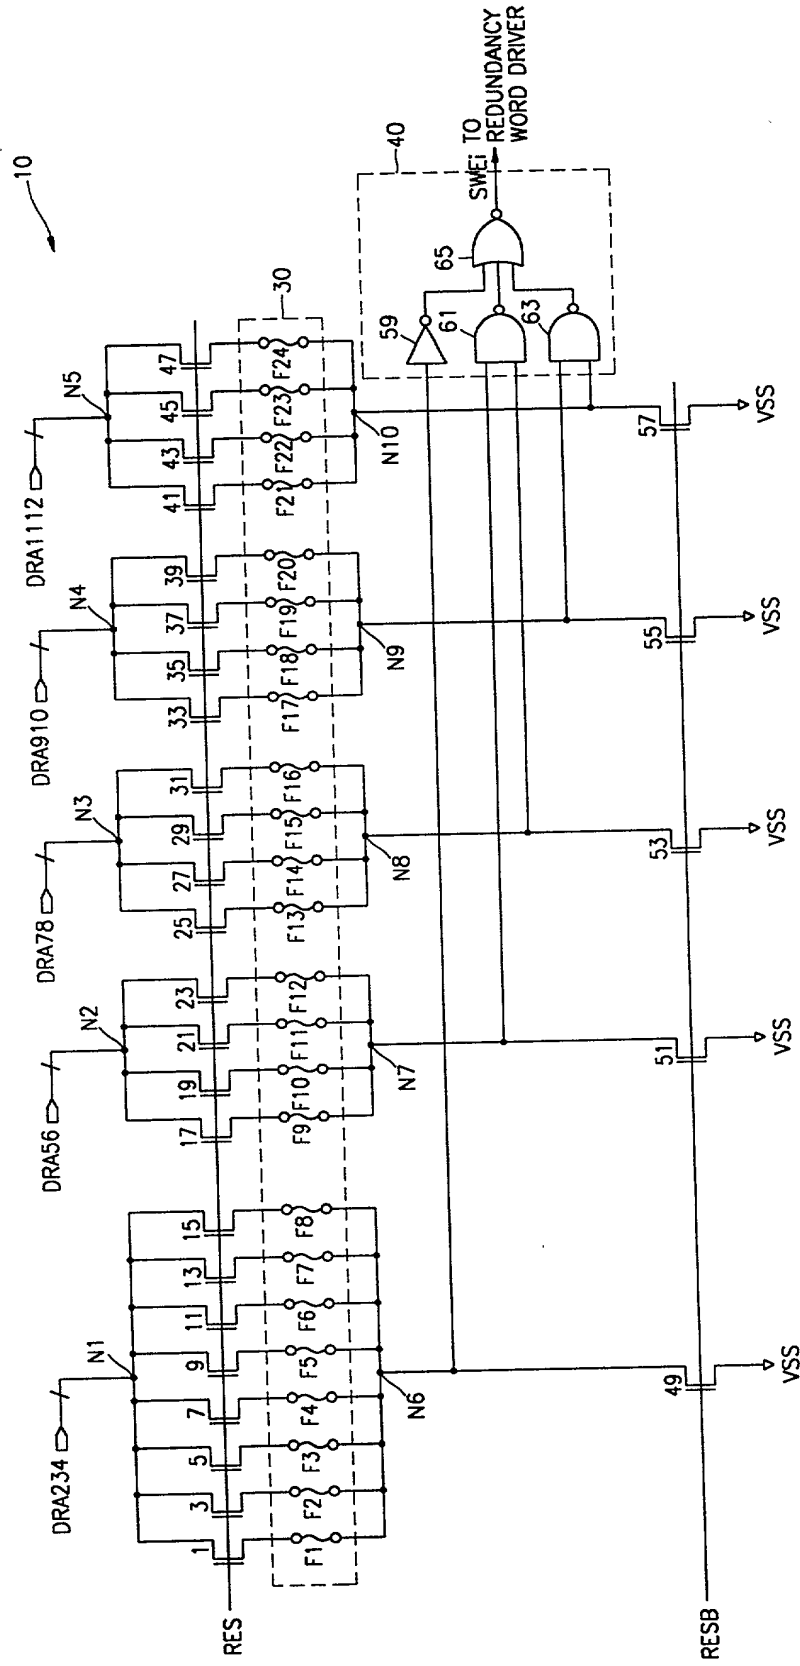 10
DRA234
DRA56
DRA78
DRA910
DRA1112
N1
N2
N3
N4
N5
RES
1
3
5
7
9
11
13
15
17
19
21
23
25
27
29
31
33
35
37
39
41
43
45
47
30
F1
F2
F3
F4
F5
F6
F7
F8
F9
F10
F11
F12
F13
F14
F15
F16
F17
F18
F19
F20
F21
F22
F23
F24
N6
N7
N8
N9
N10
40
59
61
63
65
SWEi TO
REDUNDANCY
WORD DRIVER
RESB
49
51
53
55
57
VSS
VSS
VSS
VSS
VSS